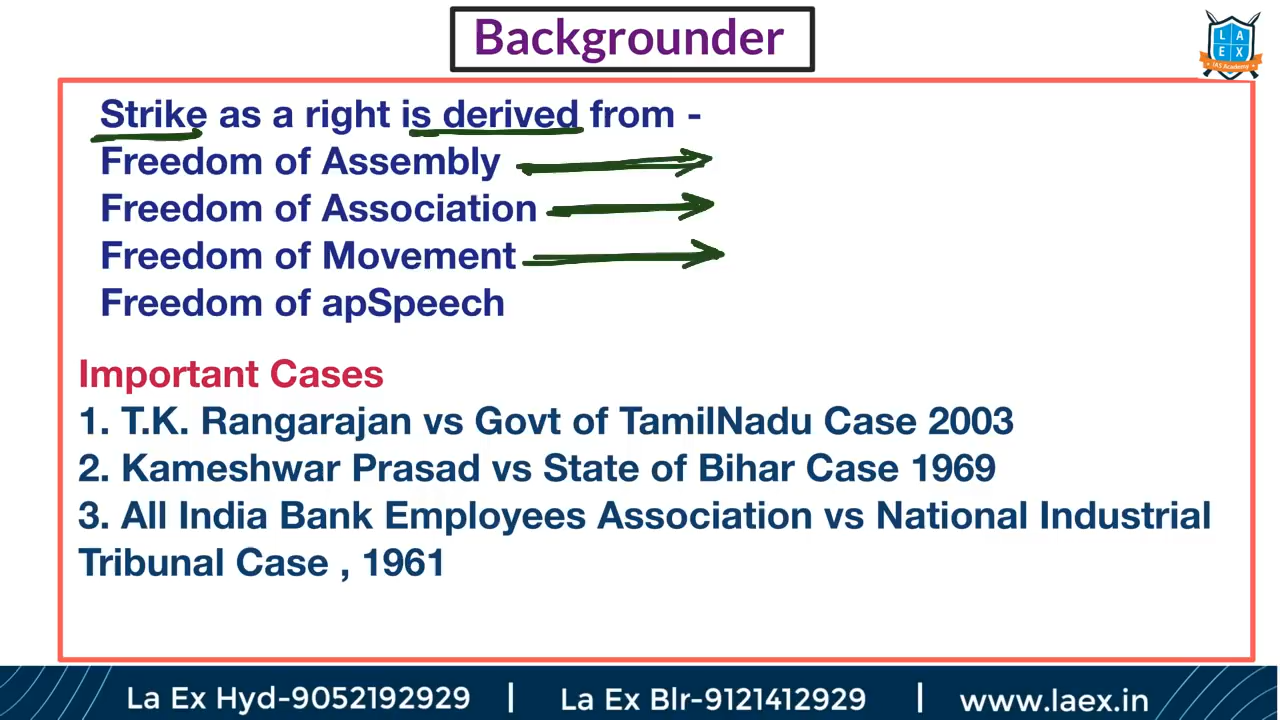 Backgrounder
L A
E X
IAS Academy
Strike as a right is derived from -
Freedom of Assembly
Freedom of Association
Freedom of Movement
Freedom of apSpeech
Important Cases
1. T.K. Rangarajan vs Govt of TamilNadu Case 2003
2. Kameshwar Prasad vs State of Bihar Case 1969
3. All India Bank Employees Association vs National Industrial
Tribunal Case , 1961
La Ex Hyd-9052192929 | La Ex Blr-9121412929 | www.laex.in